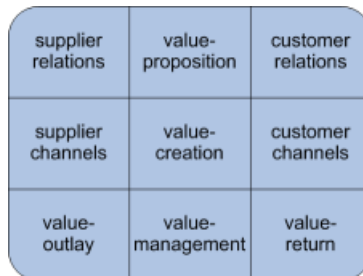 supplier
relations
value-
proposition
customer
relations
supplier
channels
value-
creation
customer
channels
value-
outlay
value-
management
value-
return